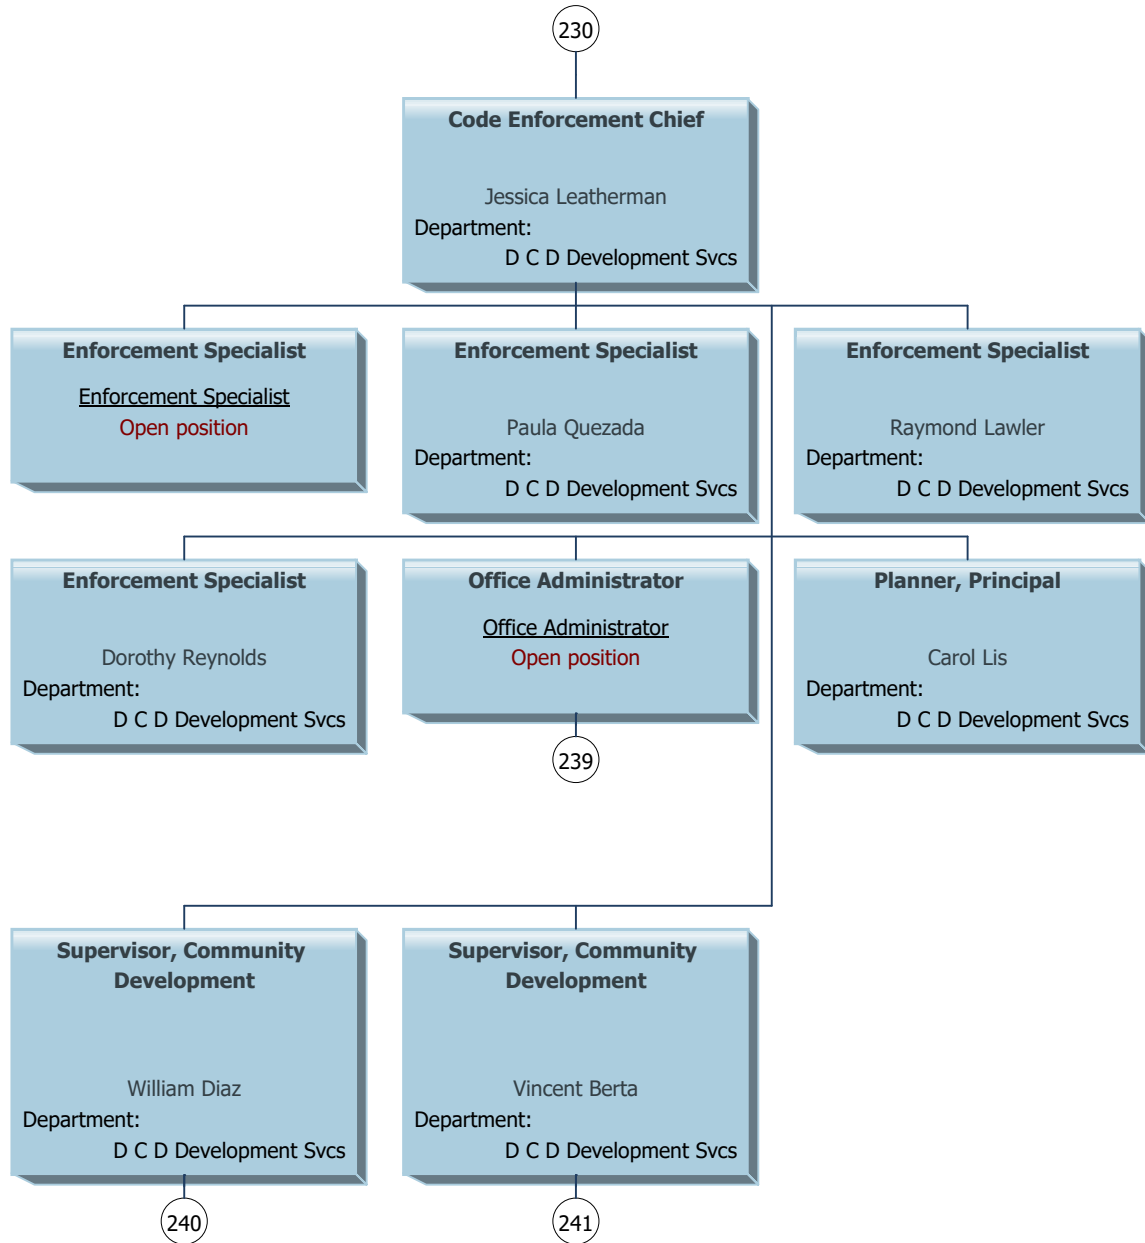 230
Code Enforcement Chief
Jessica Leatherman
Department:
D C D Development Svcs
Enforcement Specialist
Enforcement Specialist
Open position
Enforcement Specialist
Paula Quezada
Department:
D C D Development Svcs
Enforcement Specialist
Raymond Lawler
Department:
D C D Development Svcs
Enforcement Specialist
Dorothy Reynolds
Department:
D C D Development Svcs
Office Administrator
Office Administrator
Open position
239
Planner, Principal
Carol Lis
Department:
D C D Development Svcs
Supervisor, Community
Development
William Diaz
Department:
D C D Development Svcs
240
Supervisor, Community
Development
Vincent Berta
Department:
D C D Development Svcs
241